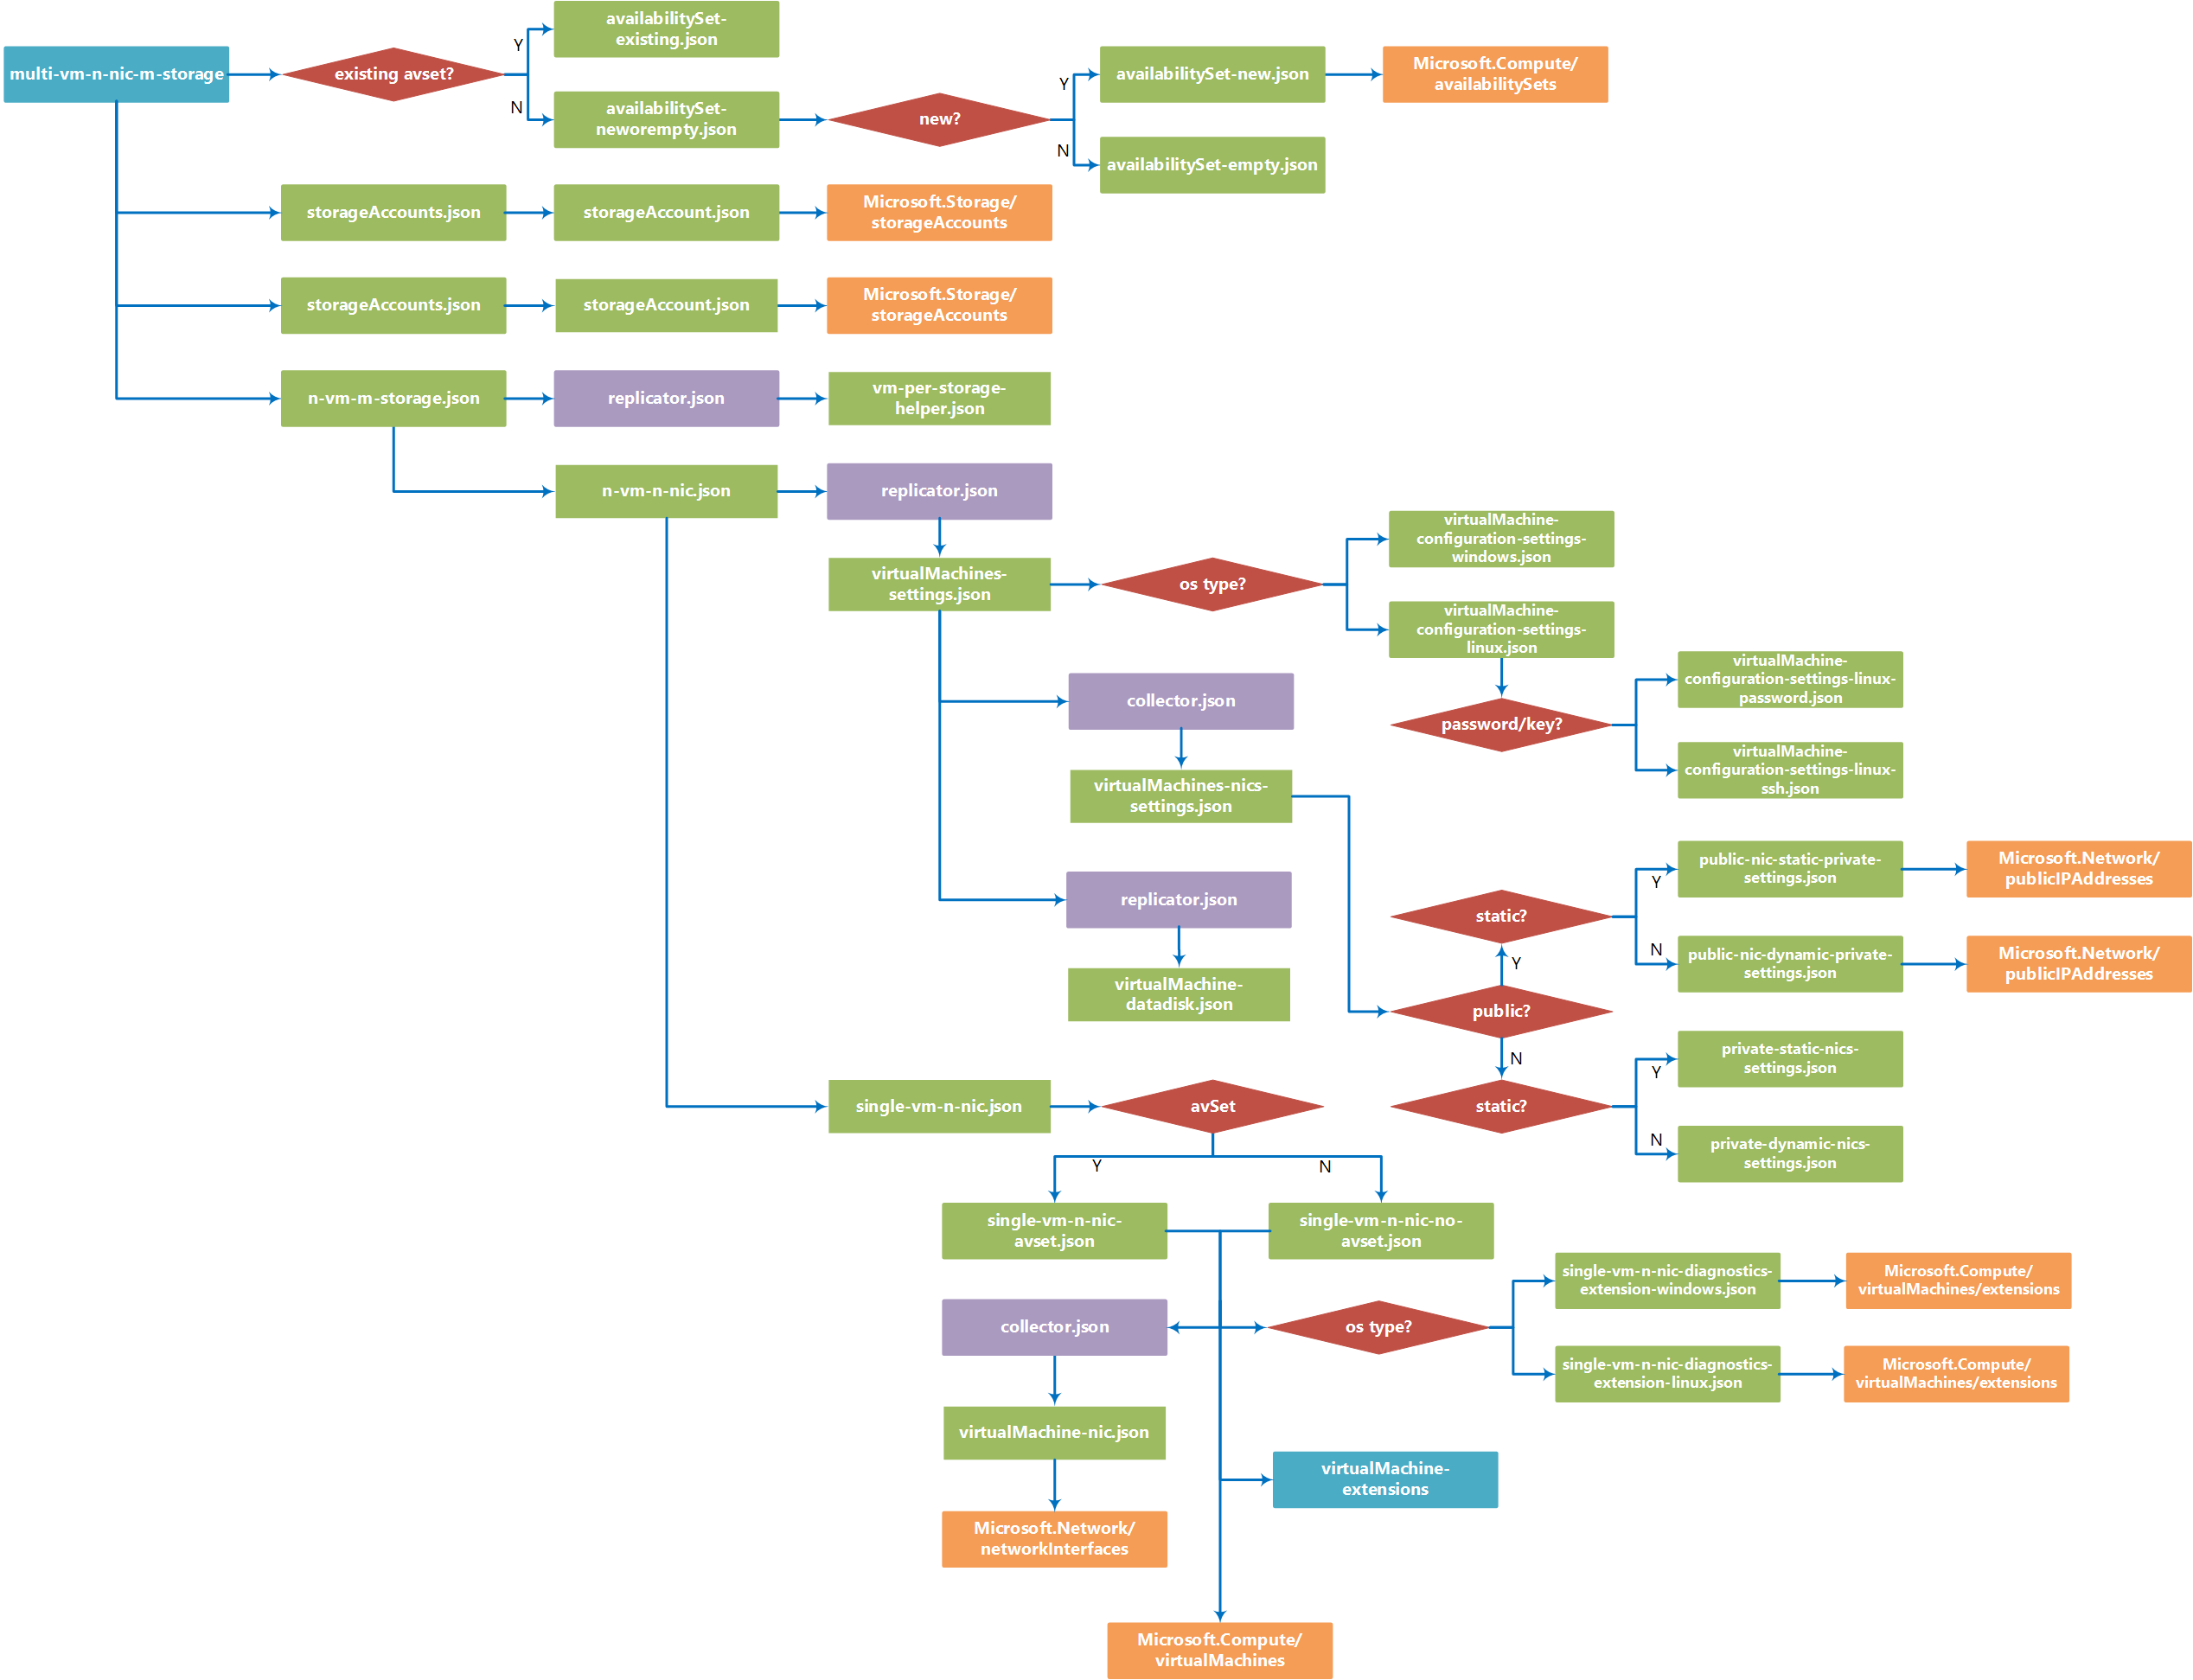 multi-vm-n-nic-m-storage
existing avset?
Y
N
availabilitySet-
existing.json
availabilitySet-
neworempty.json
new?
Y
N
availabilitySet-new.json
Microsoft.Compute/
availabilitySets
availabilitySet-empty.json
storageAccounts.json
storageAccount.json
Microsoft.Storage/
storageAccounts
storageAccounts.json
storageAccount.json
Microsoft.Storage/
storageAccounts
n-vm-m-storage.json
replicator.json
vm-per-storage-
helper.json
n-vm-n-nic.json
replicator.json
virtualMachines-
settings.json
os type?
virtualMachine-
configuration-settings-
windows.json
virtualMachine-
configuration-settings-
linux.json
password/key?
virtualMachine-
configuration-settings-linux-
password.json
virtualMachine-
configuration-settings-linux-
ssh.json
collector.json
virtualMachines-nics-
settings.json
replicator.json
virtualMachine-
datadisk.json
static?
Y
N
public-nic-static-private-
settings.json
Microsoft.Network/
publicIPAddresses
public-nic-dynamic-private-
settings.json
Microsoft.Network/
publicIPAddresses
Y
public?
N
static?
Y
N
private-static-nics-
settings.json
private-dynamic-nics-
settings.json
single-vm-n-nic.json
avSet
Y
N
single-vm-n-nic-
avset.json
single-vm-n-nic-no-
avset.json
collector.json
os type?
single-vm-n-nic-diagnostics-
extension-windows.json
Microsoft.Compute/
virtualMachines/extensions
single-vm-n-nic-diagnostics-
extension-linux.json
Microsoft.Compute/
virtualMachines/extensions
virtualMachine-nic.json
virtualMachine-
extensions
Microsoft.Network/
networkInterfaces
Microsoft.Compute/
virtualMachines